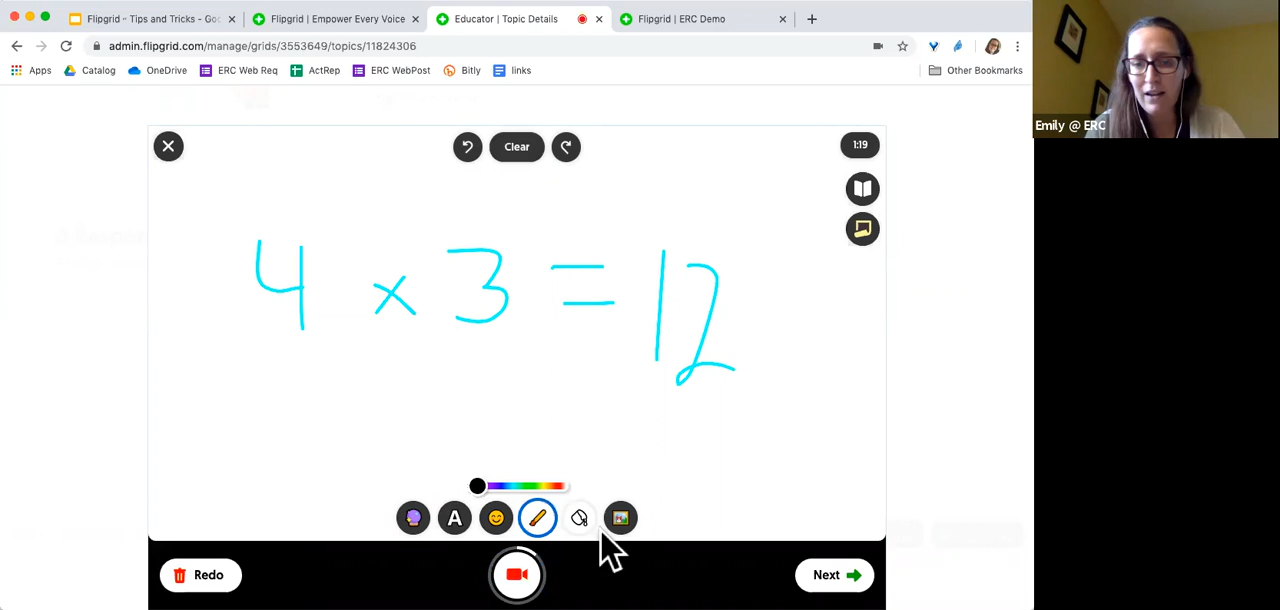 Flipgrid - Tips and Tricks - Goo
Flipgrid | Empower Every Voice
Educator | Topic Details
Flipgrid | ERC Demo
admin.flipgrid.com/manage/grids/3553649/topics/11824306
Apps
Catalog
OneDrive
ERC Web Req
ActRep
ERC WebPost
Bitly
links
Other Bookmarks
Emily @ ERC
Clear
1:19
4 x 3 = 12
A
Redo
Next